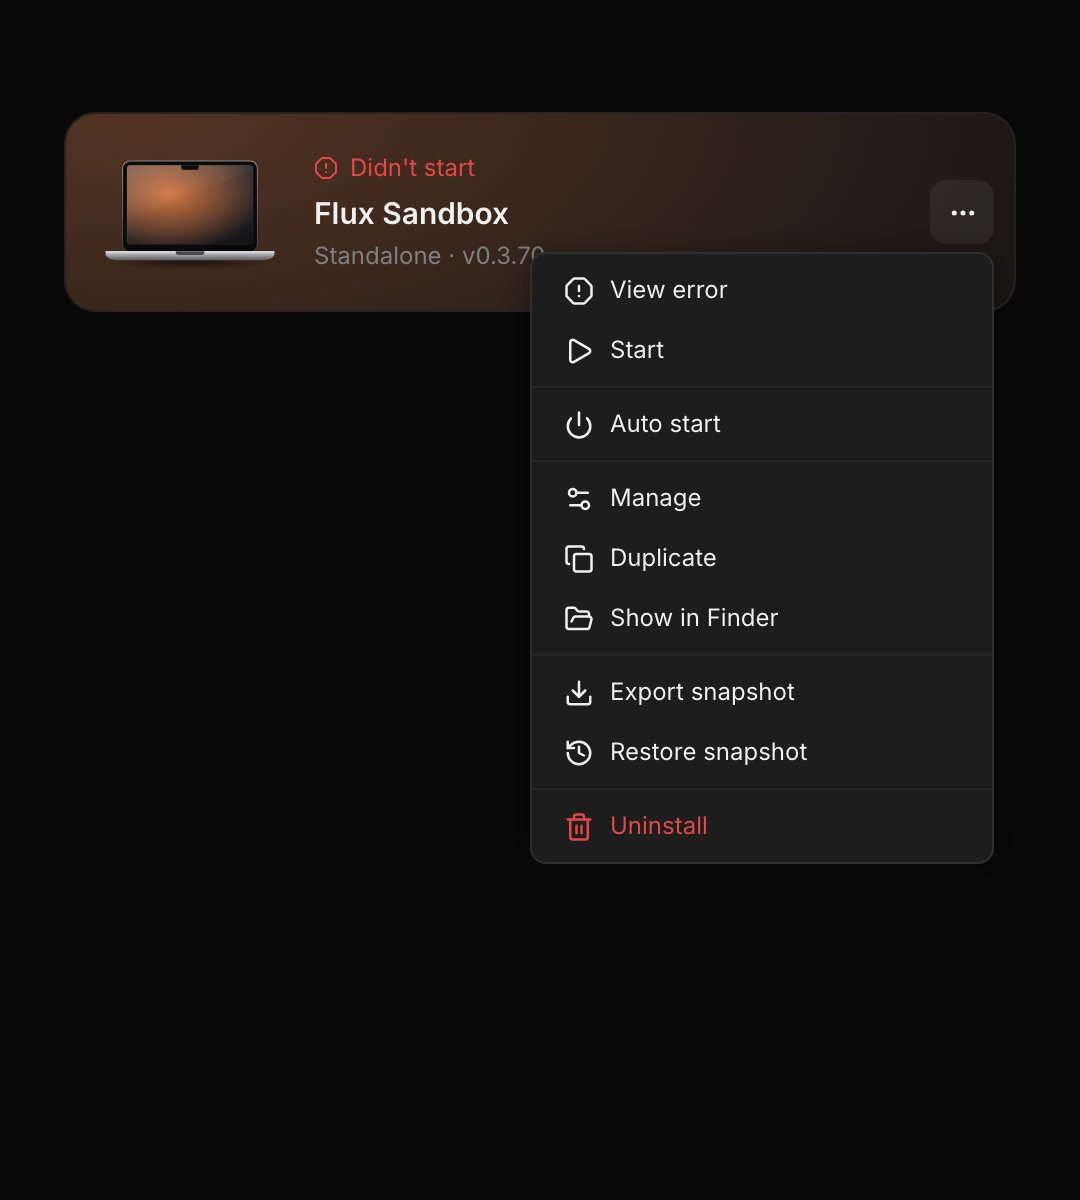 Didn't start
Flux Sandbox
Standalone · v0.3.70
View error
Start
Auto start
Manage
Duplicate
Show in Finder
Export snapshot
Restore snapshot
Uninstall